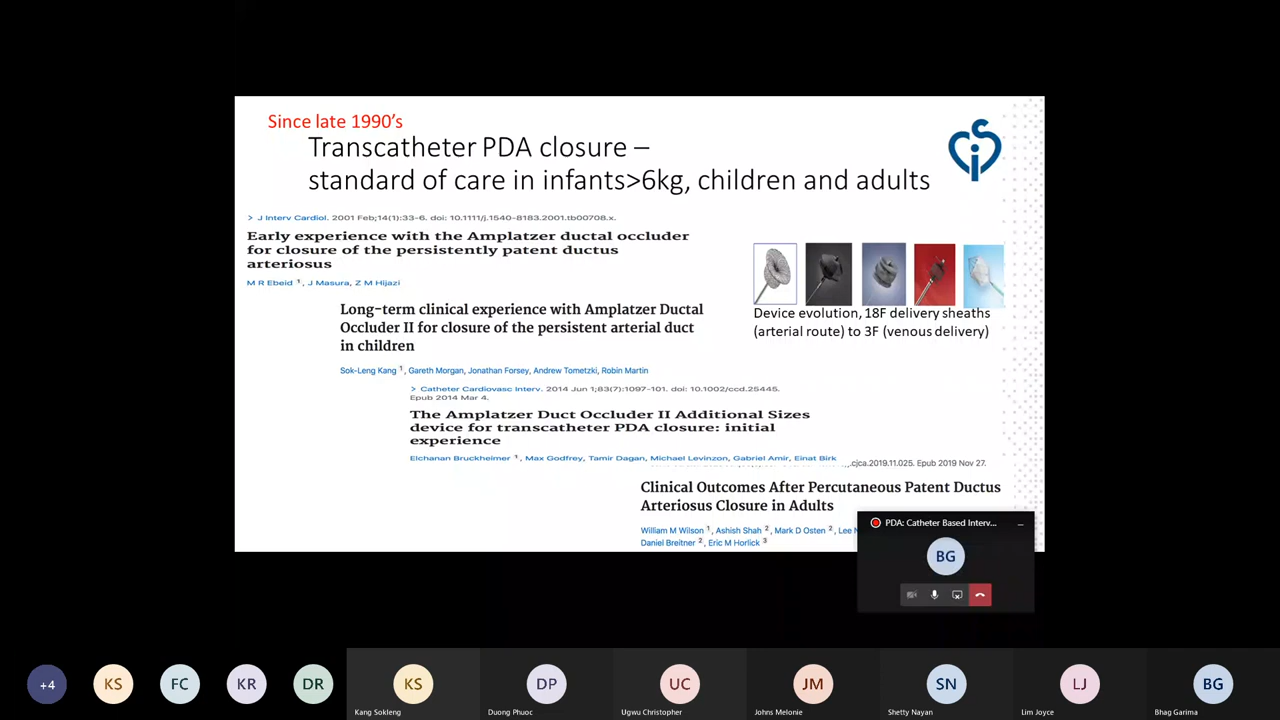 Since late 1990's
Transcatheter PDA closure –
standard of care in infants>6kg, children and adults
> J Interv Cardiol. 2001 Feb;14(1):33-6. doi: 10.1111/j.1540-8183.2001.tb00708.x.
Early experience with the Amplatzer ductal occluder
for closure of the persistently patent ductus
arteriosus
M R Ebeid 1, J Masura, Z M Hijazi
Device evolution, 18F delivery sheaths
(arterial route) to 3F (venous delivery)
Long-term clinical experience with Amplatzer Ductal
Occluder II for closure of the persistent arterial duct
in children
Sok-Leng Kang 1, Gareth Morgan, Jonathan Forsey, Andrew Tometzki, Robin Martin
> Catheter Cardiovasc Interv. 2014 Jun 1;83(7):1097-101. doi: 10.1002/ccd.25445.
Epub 2014 Mar 4.
The Amplatzer Duct Occluder II Additional Sizes
device for transcatheter PDA closure: initial
experience
Elchanan Bruckheimer 1, Max Godfrey, Tamir Dagan, Michael Levinzon, Gabriel Amir, Einat Birk
.cjca.2019.11.025. Epub 2019 Nov 27.
Clinical Outcomes After Percutaneous Patent Ductus
Arteriosus Closure in Adults
William M Wilson 1, Ashish Shah 2, Mark D Osten 2, Lee
Daniel Breitner 2, Eric M Horlick 3
PDA: Catheter Based Interv...
BG
+4
KS
FC
KR
DR
KS
Kang Sokleng
DP
Duong Phuoc
UC
Ugwu Christopher
JM
Johns Melonie
SN
Shetty Nayan
LJ
Lim Joyce
BG
Bhag Garima